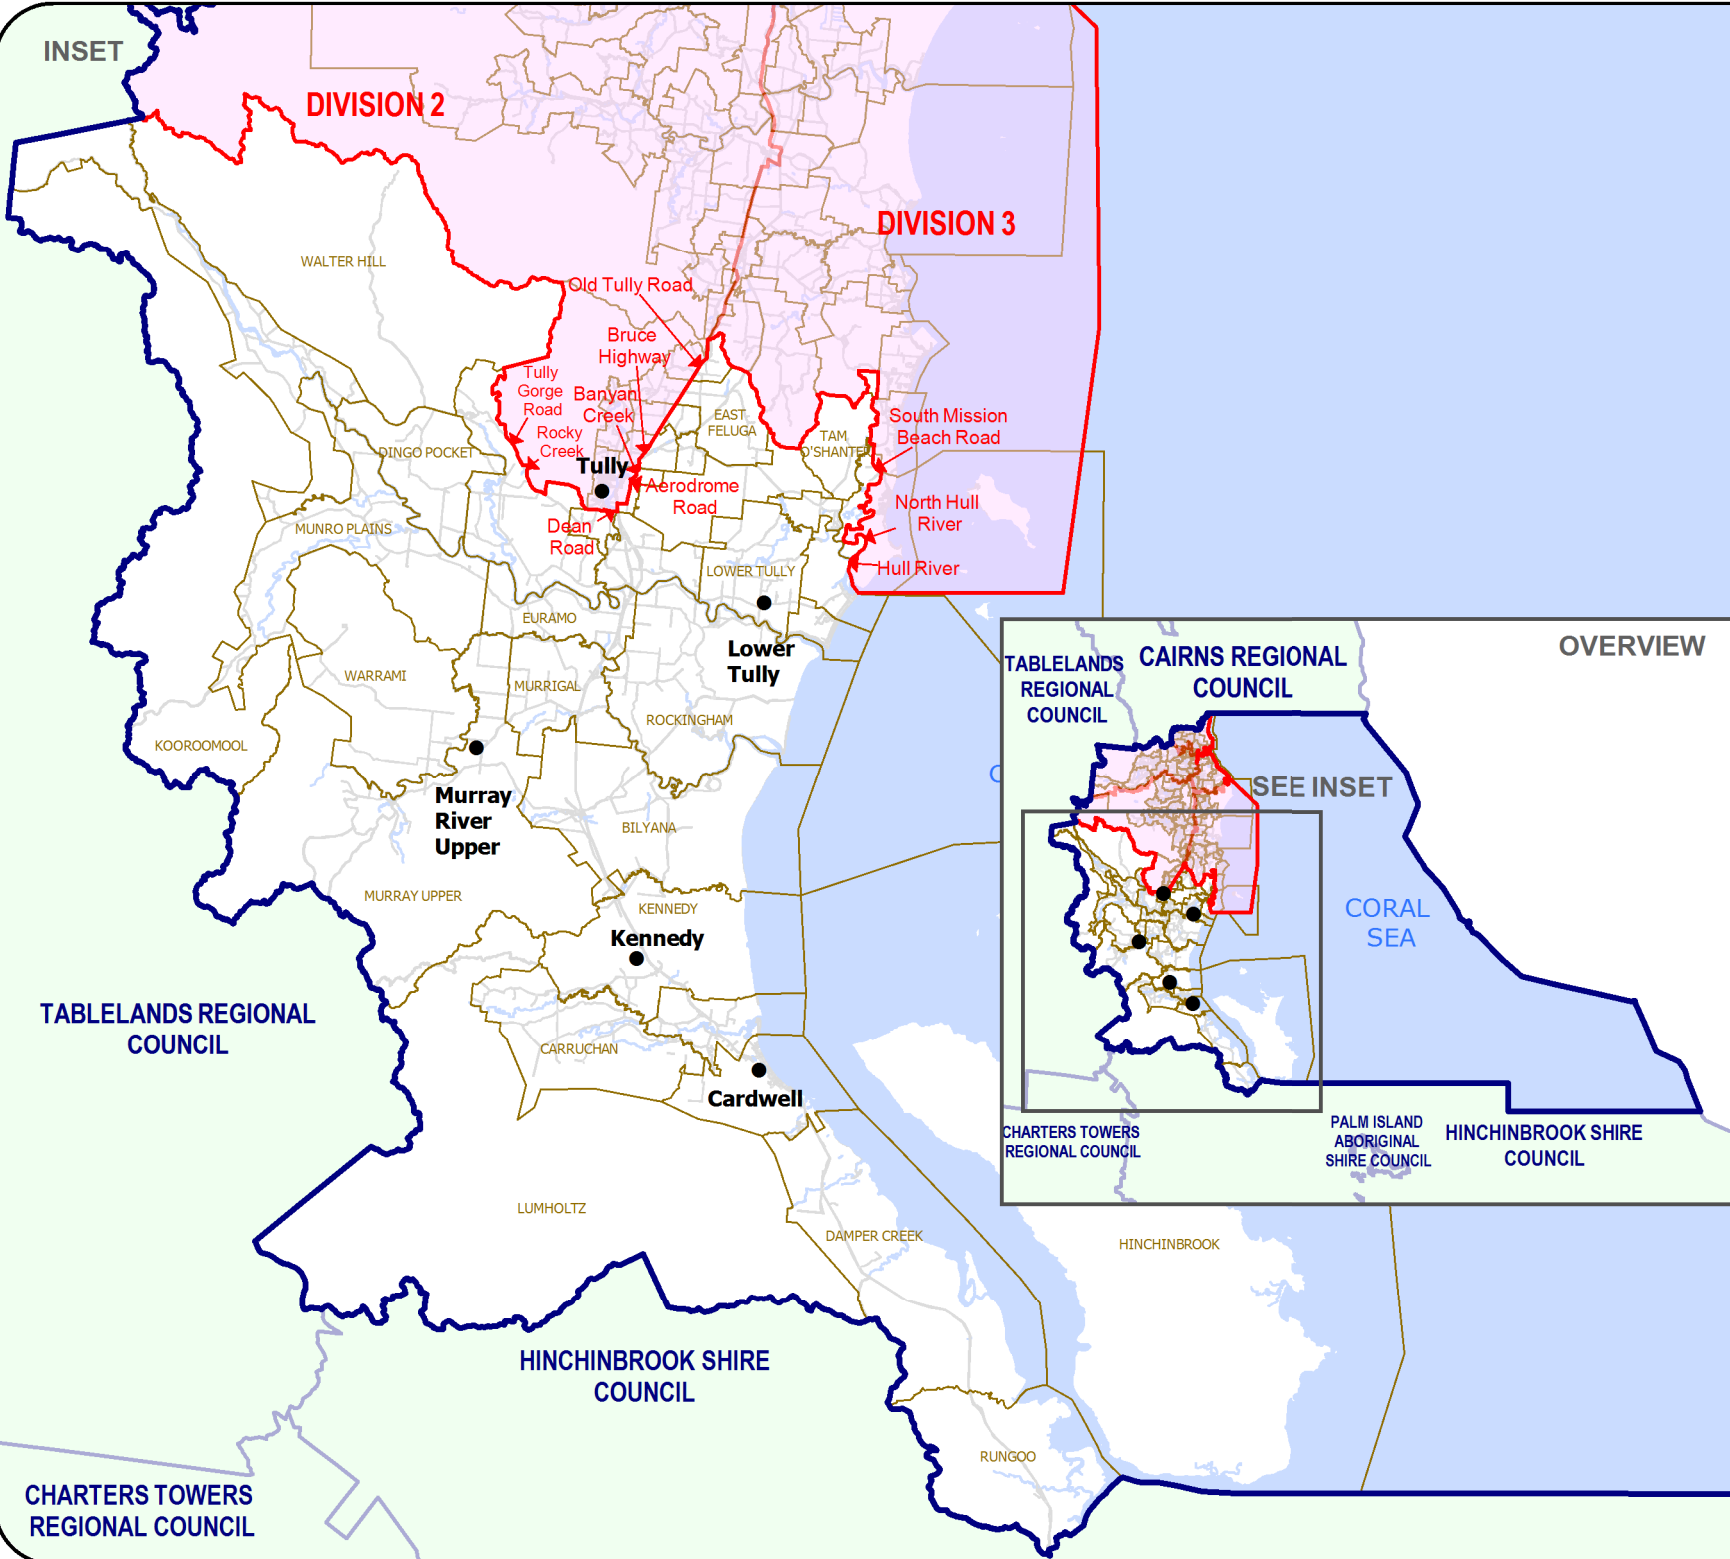 INSET
DIVISION 2
DIVISION 3
WALTER HILL
Old Tully Road
Bruce
Highway
Tully
Gorge
Road
Banyan
Creek
Rocky
Creek
EAST
FELUGA
TAM
O'SHANTER
South Mission
Beach Road
DINGO POCKET
Tully
Aerodrome
Road
North Hull
River
MUNRO PLAINS
Dean
Road
LOWER TULLY
Hull River
EURAMO
Lower
Tully
WARRAMI
MURRIGAL
ROCKINGHAM
KOOROOMOOL
Murray
River
Upper
BILYANA
MURRAY UPPER
KENNEDY
Kennedy
TABLELANDS REGIONAL
COUNCIL
CARRUCHAN
Cardwell
LUMHOLTZ
DAMPER CREEK
HINCHINBROOK
HINCHINBROOK SHIRE
COUNCIL
RUNGOO
CHARTERS TOWERS
REGIONAL COUNCIL
C
OVERVIEW
TABLELANDS
REGIONAL
COUNCIL
CAIRNS REGIONAL
COUNCIL
SEE INSET
CORAL
SEA
CHARTERS TOWERS
REGIONAL COUNCIL
PALM ISLAND
ABORIGINAL
SHIRE COUNCIL
HINCHINBROOK SHIRE
COUNCIL